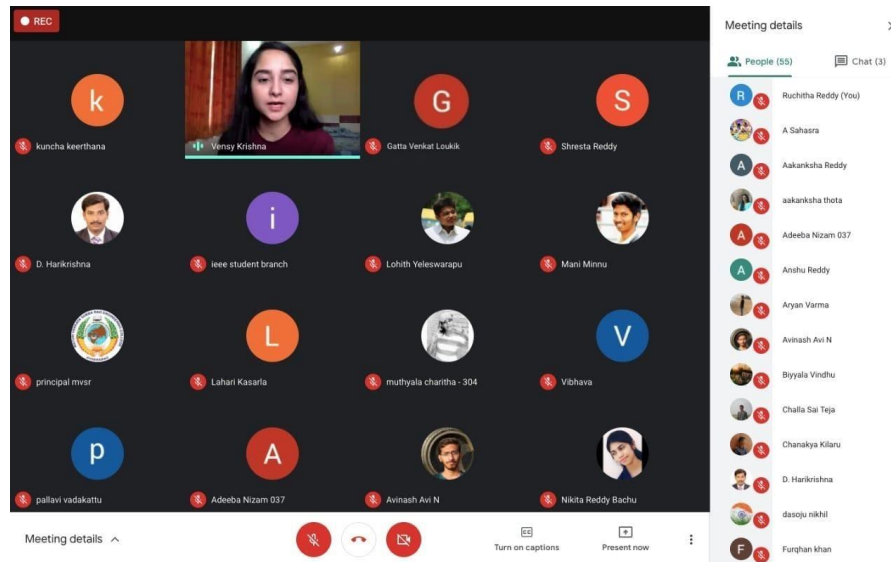 REC
Meeting details
People (55)
Chat (3)
k
kuncha keerthana
Vensy Krishna
G
Gatta Venkat Loukik
S
Shresta Reddy
D. Harikrishna
i
ieee student branch
Lohith Yeleswarapu
Mani Minnu
principal mvsr
L
Lahari Kasarla
muthyala charitha - 304
V
Vibhava
p
pallavi vadakattu
A
Adeeba Nizam 037
Avinash Avi N
Nikita Reddy Bachu
R
Ruchitha Reddy (You)
A Sahasra
A
Aakanksha Reddy
aakanksha thota
A
Adeeba Nizam 037
A
Anshu Reddy
Aryan Varma
Avinash Avi N
Biyyala Vindhu
Challa Sai Teja
Chanakya Kilaru
D. Harikrishna
dasoju nikhil
F
Furqhan khan
Meeting details
Turn on captions
Present now